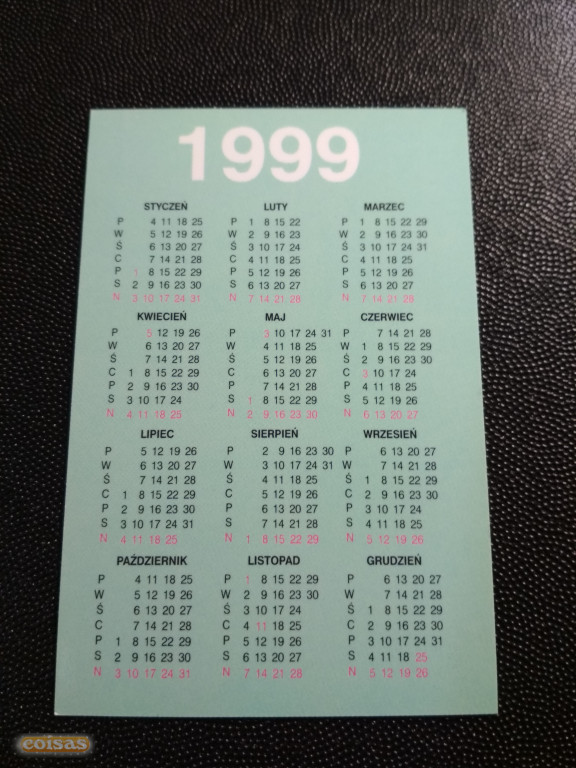 1999
STYCZEŃ LUTY MARZEC
P 4 11 18 25 P 1 8 15 22 P 1 8 15 22 29
W 5 12 19 26 W 2 9 16 23 W 2 9 16 23 30
Ś 6 13 20 27 Ś 3 10 17 24 Ś 3 10 17 24 31
C 7 14 21 28 C 4 11 18 25 C 4 11 18 25
P 1 8 15 22 29 P 5 12 19 26 P 5 12 19 26
S 2 9 16 23 30 S 6 13 20 27 S 6 13 20 27
N 3 10 17 24 31 N 7 14 21 28 N 7 14 21 28
KWIECIEŃ MAJ CZERWIEC
P 5 12 19 26 P 3 10 17 24 31 P 7 14 21 28
W 6 13 20 27 W 4 11 18 25 W 1 8 15 22 29
Ś 7 14 21 28 Ś 5 12 19 26 Ś 2 9 16 23 30
C 1 8 15 22 29 C 6 13 20 27 C 3 10 17 24
P 2 9 16 23 30 P 7 14 21 28 P 4 11 18 25
S 3 10 17 24 S 1 8 15 22 29 S 5 12 19 26
N 4 11 18 25 N 2 9 16 23 30 N 6 13 20 27
LIPIEC SIERPIEŃ WRZESIEŃ
P 5 12 19 26 P 2 9 16 23 30 P 6 13 20 27
W 6 13 20 27 W 3 10 17 24 31 W 7 14 21 28
Ś 7 14 21 28 Ś 4 11 18 25 Ś 1 8 15 22 29
C 1 8 15 22 29 C 5 12 19 26 C 2 9 16 23 30
P 2 9 16 23 30 P 6 13 20 27 P 3 10 17 24
S 3 10 17 24 31 S 7 14 21 28 S 4 11 18 25
N 4 11 18 25 N 1 8 15 22 29 N 5 12 19 26
PAŹDZIERNIK LISTOPAD GRUDZIEŃ
P 4 11 18 25 P 1 8 15 22 29 P 6 13 20 27
W 5 12 19 26 W 2 9 16 23 30 W 7 14 21 28
Ś 6 13 20 27 Ś 3 10 17 24 Ś 1 8 15 22 29
C 7 14 21 28 C 4 11 18 25 C 2 9 16 23 30
P 1 8 15 22 29 P 5 12 19 26 P 3 10 17 24 31
S 2 9 16 23 30 S 6 13 20 27 S 4 11 18 25
N 3 10 17 24 31 N 7 14 21 28 N 5 12 19 26
coisas